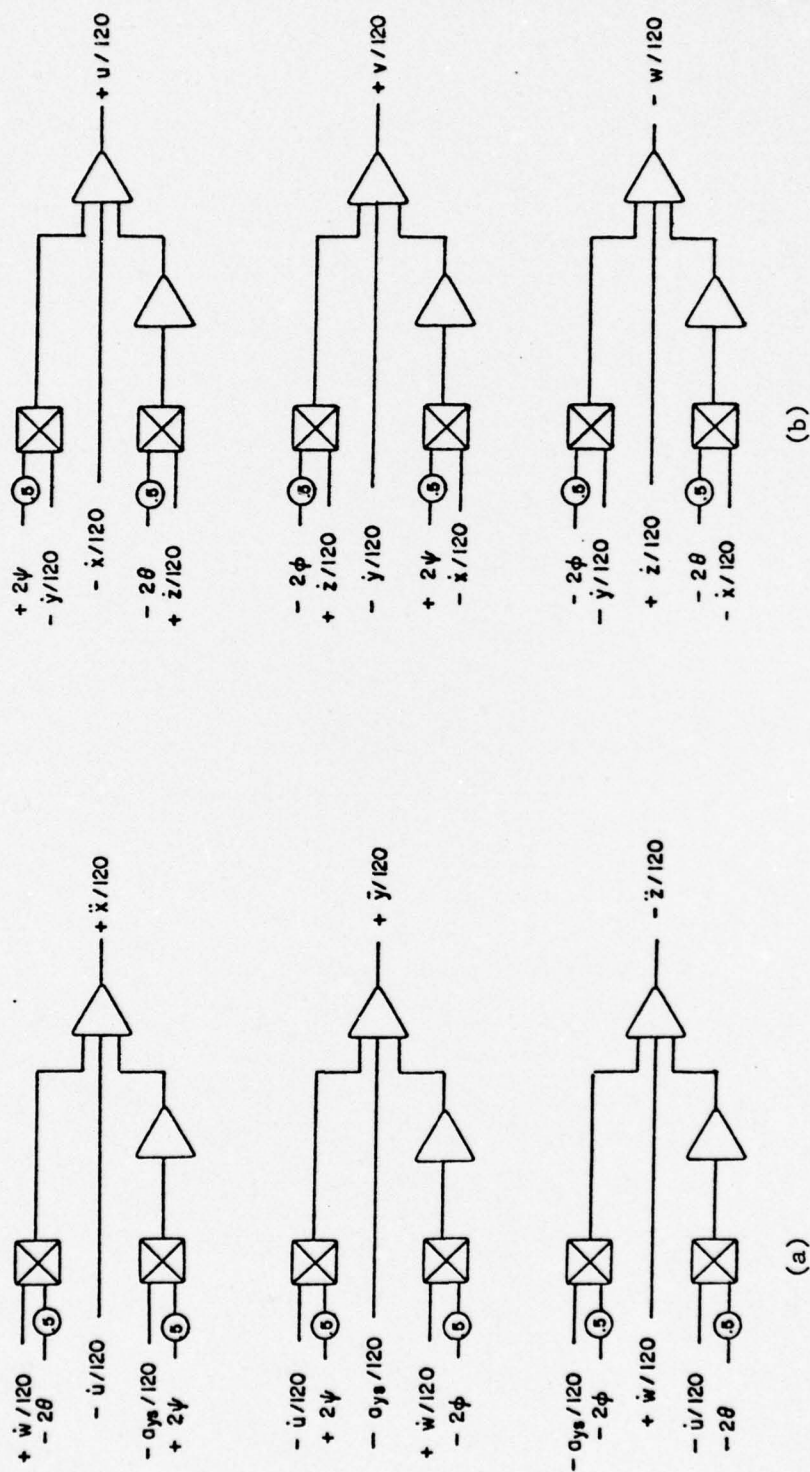 + ẇ/120
- 2θ
.5
- u̇/120
- a_ys/120
+ 2ψ
.5
+ ẍ/120
- u̇/120
+ 2ψ
.5
- a_ys/120
+ ẇ/120
- 2φ
.5
+ ÿ/120
- a_ys/120
- 2φ
.5
+ ẇ/120
- u̇/120
- 2θ
.5
- z̈/120
(a)
+ 2ψ
.5
- ẏ/120
- ẋ/120
- 2θ
.5
+ ż/120
+ u/120
- 2φ
.5
+ ż/120
- ẏ/120
+ 2ψ
.5
- ẋ/120
+ v/120
- 2φ
.5
- ẏ/120
+ ż/120
- 2θ
.5
- ẋ/120
- w/120
(b)